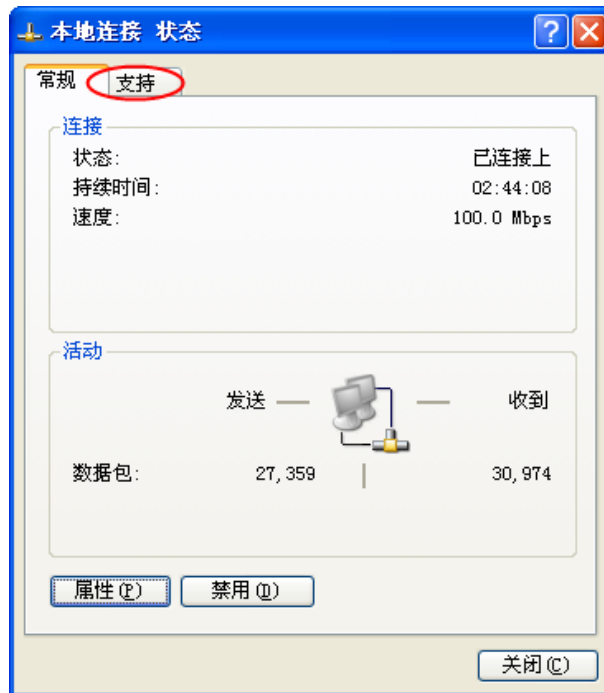 本地连接 状态
常规 支持
连接
状态: 已连接上
持续时间: 02:44:08
速度: 100.0 Mbps
活动
发送 收到
数据包: 27,359 30,974
属性(P) 禁用(D)
关闭(C)